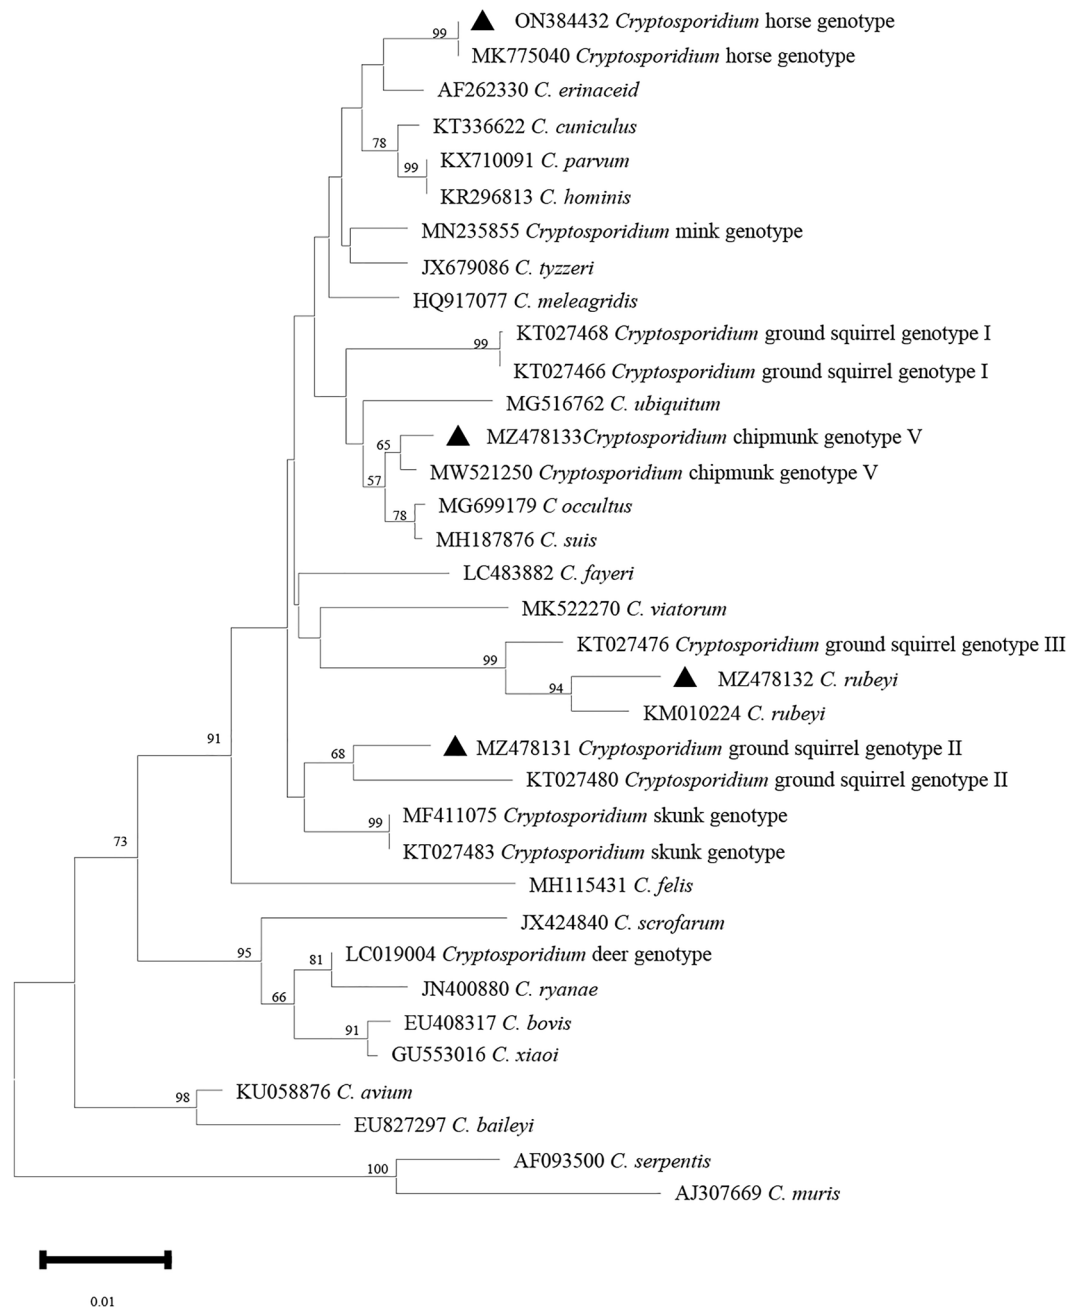 ON384432 Cryptosporidium horse genotype
99
MK775040 Cryptosporidium horse genotype
AF262330 C. erinaceid
KT336622 C. cuniculus
78
KX710091 C. parvum
99
KR296813 C. hominis
MN235855 Cryptosporidium mink genotype
JX679086 C. tyzzeri
HQ917077 C. meleagridis
KT027468 Cryptosporidium ground squirrel genotype I
99
KT027466 Cryptosporidium ground squirrel genotype I
MG516762 C. ubiquitum
MZ478133Cryptosporidium chipmunk genotype V
65
MW521250 Cryptosporidium chipmunk genotype V
57
MG699179 C occultus
78
MH187876 C. suis
LC483882 C. fayeri
MK522270 C. viatorum
KT027476 Cryptosporidium ground squirrel genotype III
99
MZ478132 C. rubeyi
94
KM010224 C. rubeyi
91
MZ478131 Cryptosporidium ground squirrel genotype II
68
KT027480 Cryptosporidium ground squirrel genotype II
MF411075 Cryptosporidium skunk genotype
99
KT027483 Cryptosporidium skunk genotype
73
MH115431 C. felis
JX424840 C. scrofarum
95
LC019004 Cryptosporidium deer genotype
81
JN400880 C. ryanae
66
EU408317 C. bovis
91
GU553016 C. xiaoi
KU058876 C. avium
98
EU827297 C. baileyi
AF093500 C. serpentis
100
AJ307669 C. muris
0.01